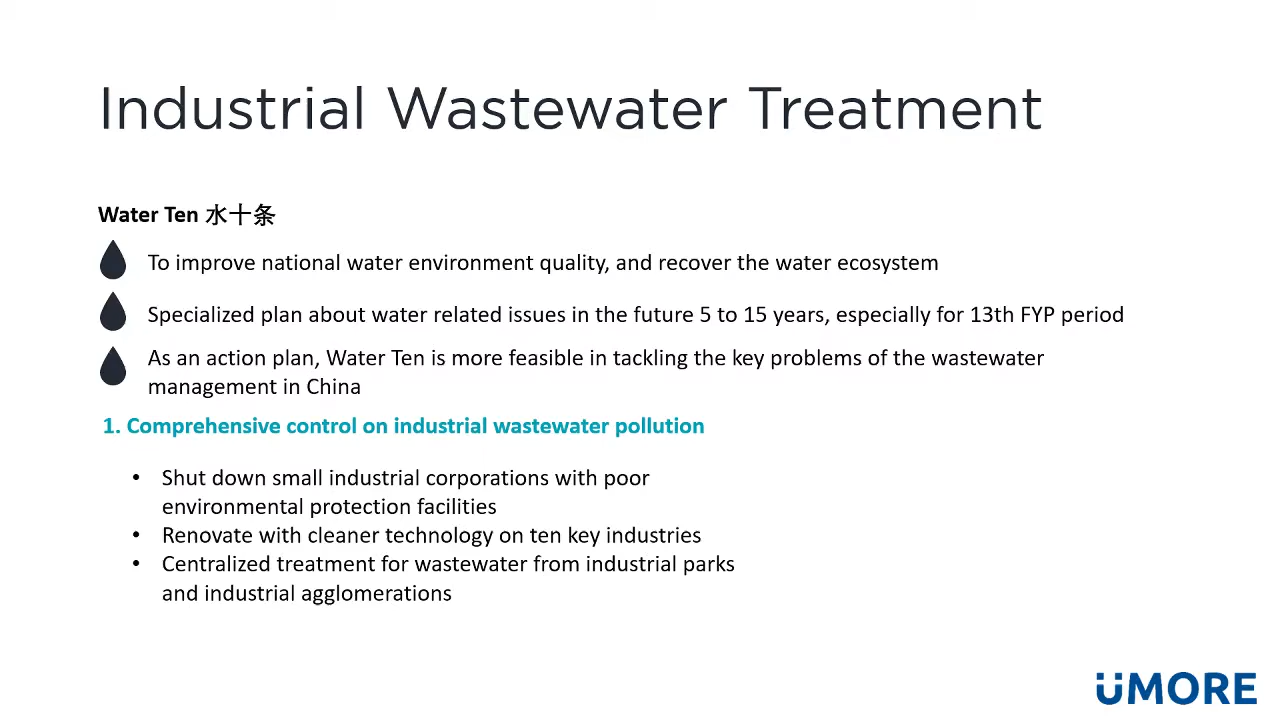 Industrial Wastewater Treatment
Water Ten 水十条
To improve national water environment quality, and recover the water ecosystem
Specialized plan about water related issues in the future 5 to 15 years, especially for 13th FYP period
As an action plan, Water Ten is more feasible in tackling the key problems of the wastewater
management in China
1. Comprehensive control on industrial wastewater pollution
• Shut down small industrial corporations with poor
environmental protection facilities
• Renovate with cleaner technology on ten key industries
• Centralized treatment for wastewater from industrial parks
and industrial agglomerations
ÜMORE